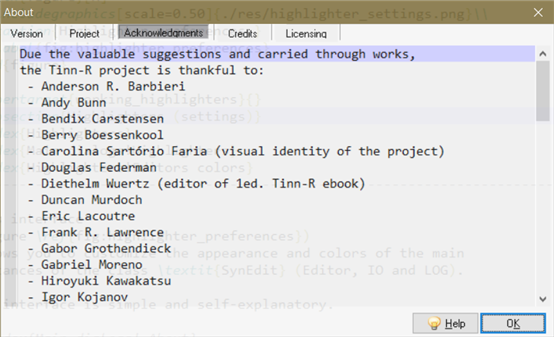 About
Version Project Acknowledgments Credits Licensing
Due the valuable suggestions and carried through works,
the Tinn-R project is thankful to:
- Anderson R. Barbieri
- Andy Bunn
- Bendix Carstensen
- Berry Boessenkool
- Carolina Sartório Faria (visual identity of the project)
- Douglas Federman
- Diethelm Wuertz (editor of 1ed. Tinn-R ebook)
- Duncan Murdoch
- Eric Lacoutre
- Frank R. Lawrence
- Gabor Grothendieck
- Gabriel Moreno
- Hiroyuki Kawakatsu
- Igor Kojanov
Help OK